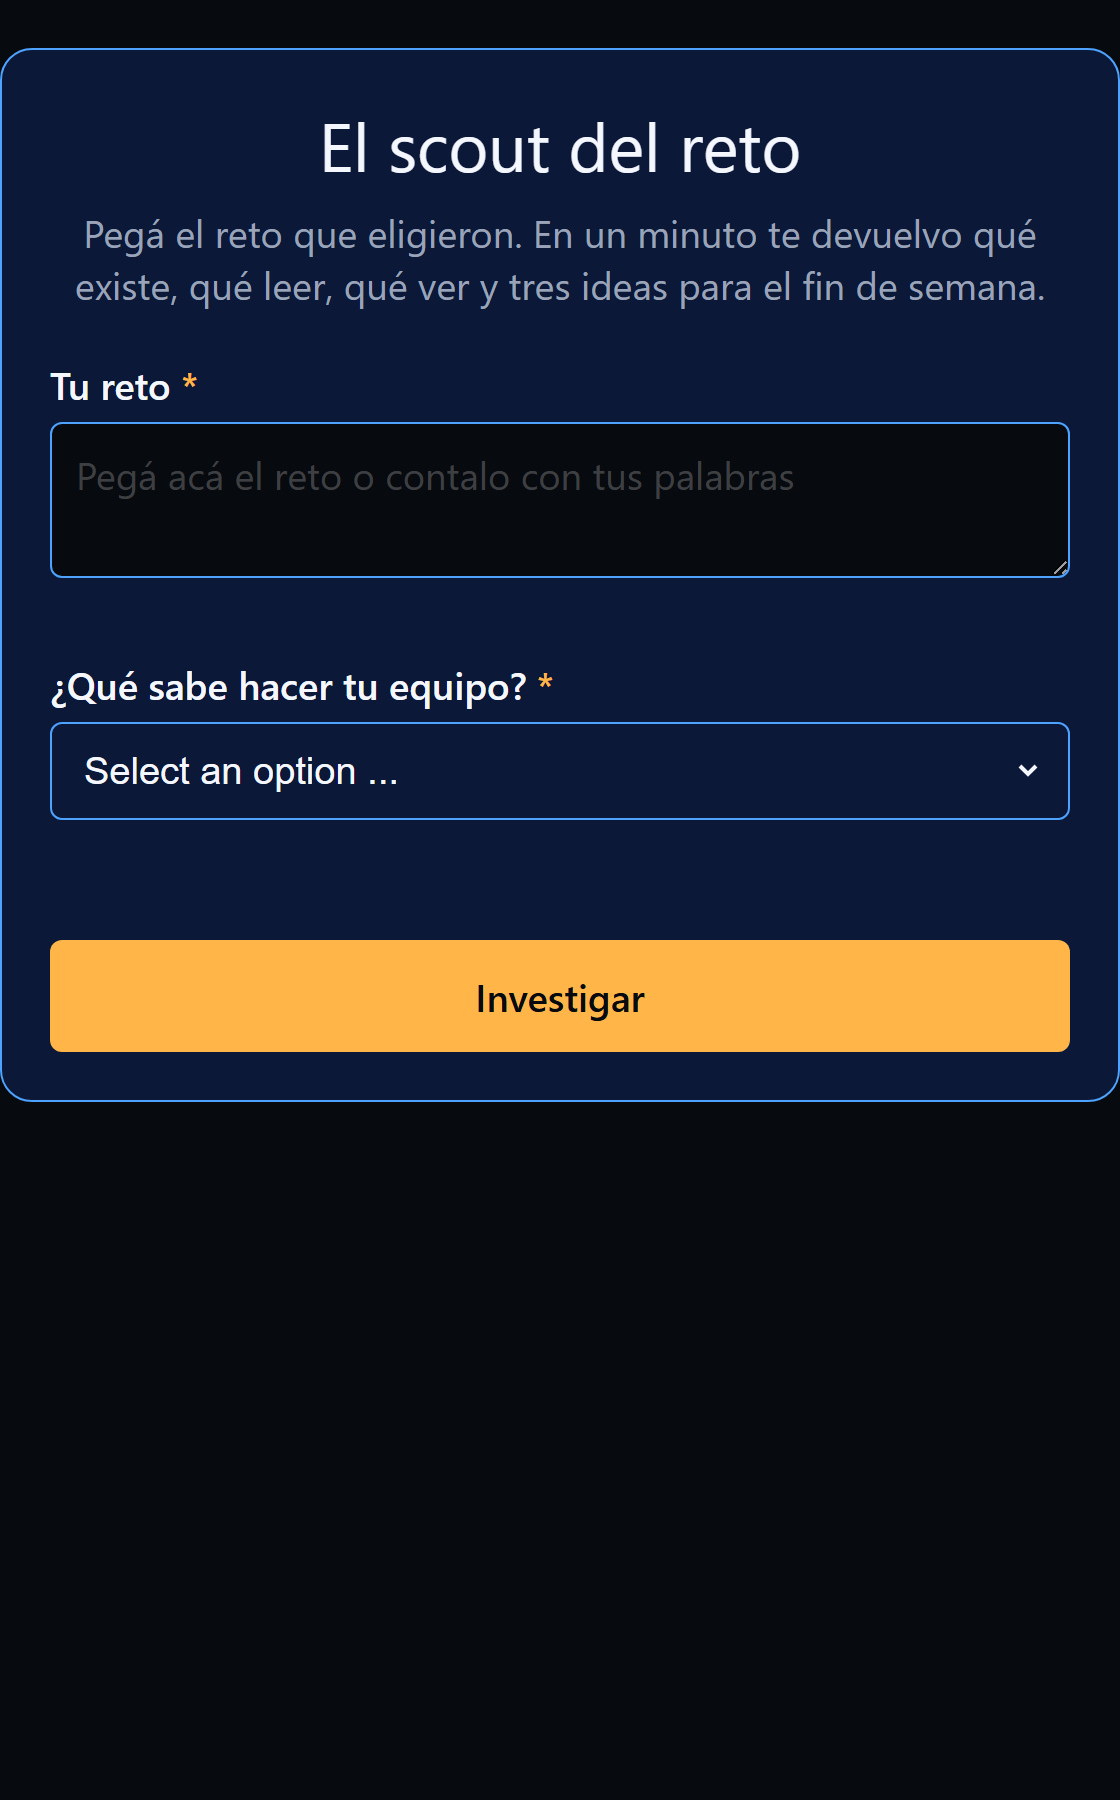 El scout del reto
Pegá el reto que eligieron. En un minuto te devuelvo qué
existe, qué leer, qué ver y tres ideas para el fin de semana.
Tu reto *
Pegá acá el reto o contalo con tus palabras
¿Qué sabe hacer tu equipo? *
Select an option ...
Investigar